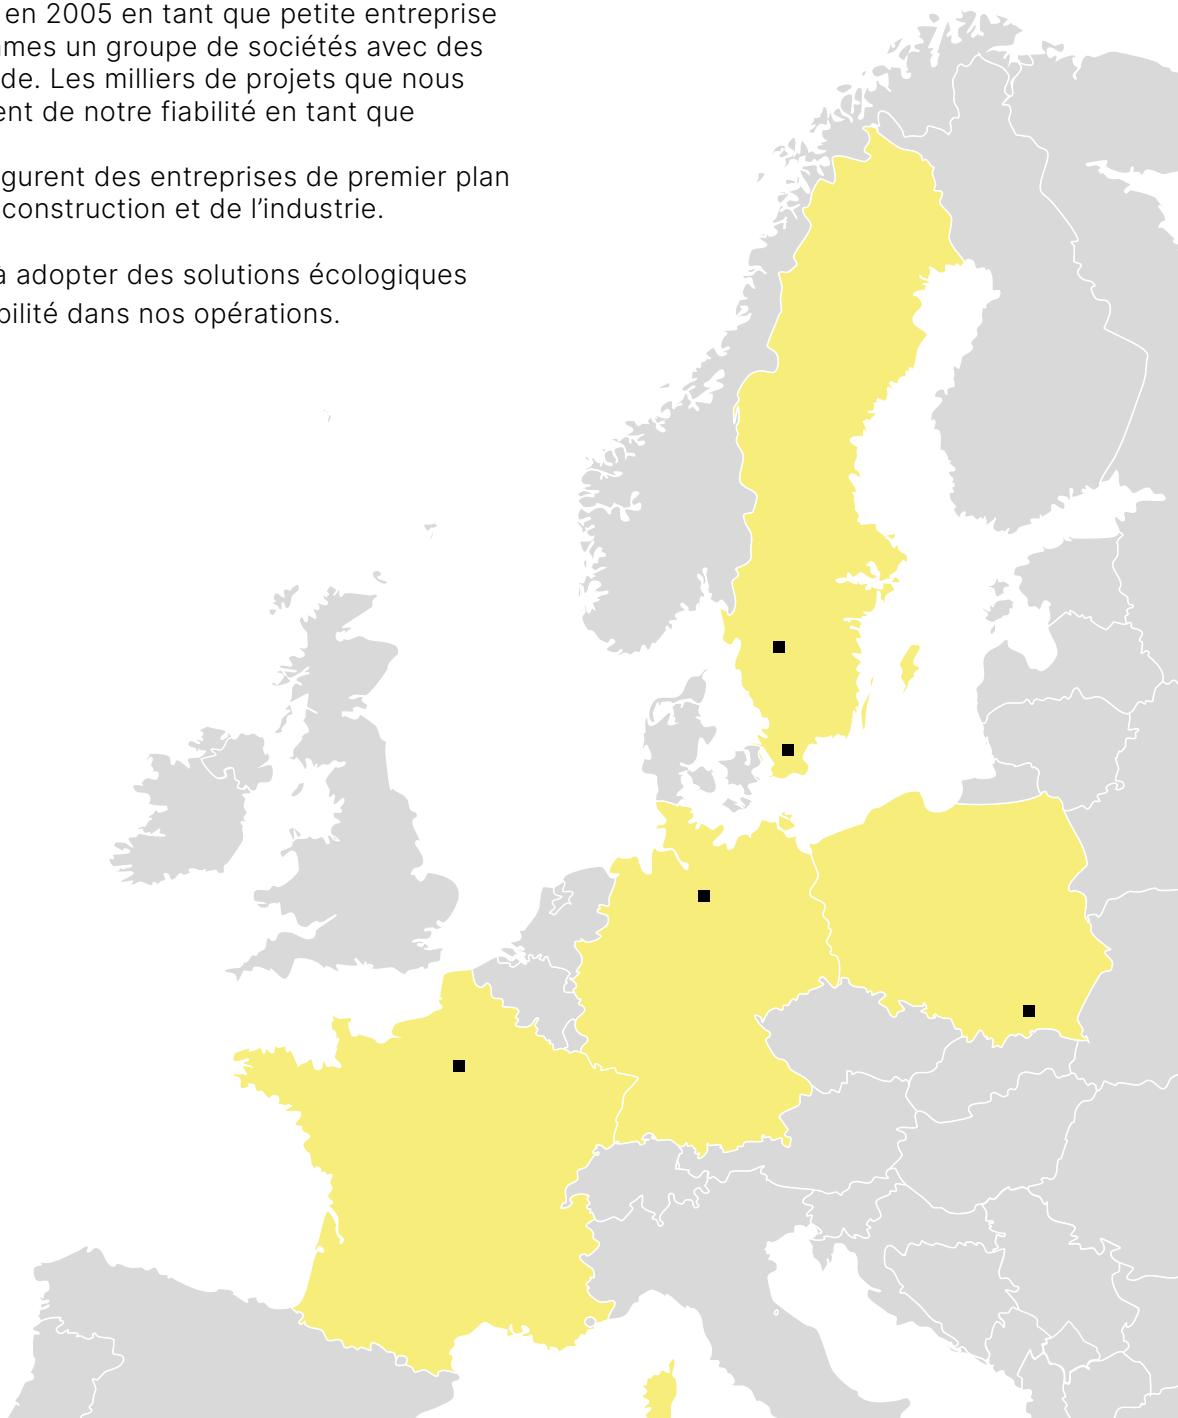 en 2005 en tant que petite entreprise
mes un groupe de sociétés avec des
de. Les milliers de projets que nous
ent de notre fiabilité en tant que
gurent des entreprises de premier plan
construction et de l’industrie.
à adopter des solutions écologiques
bilité dans nos opérations.